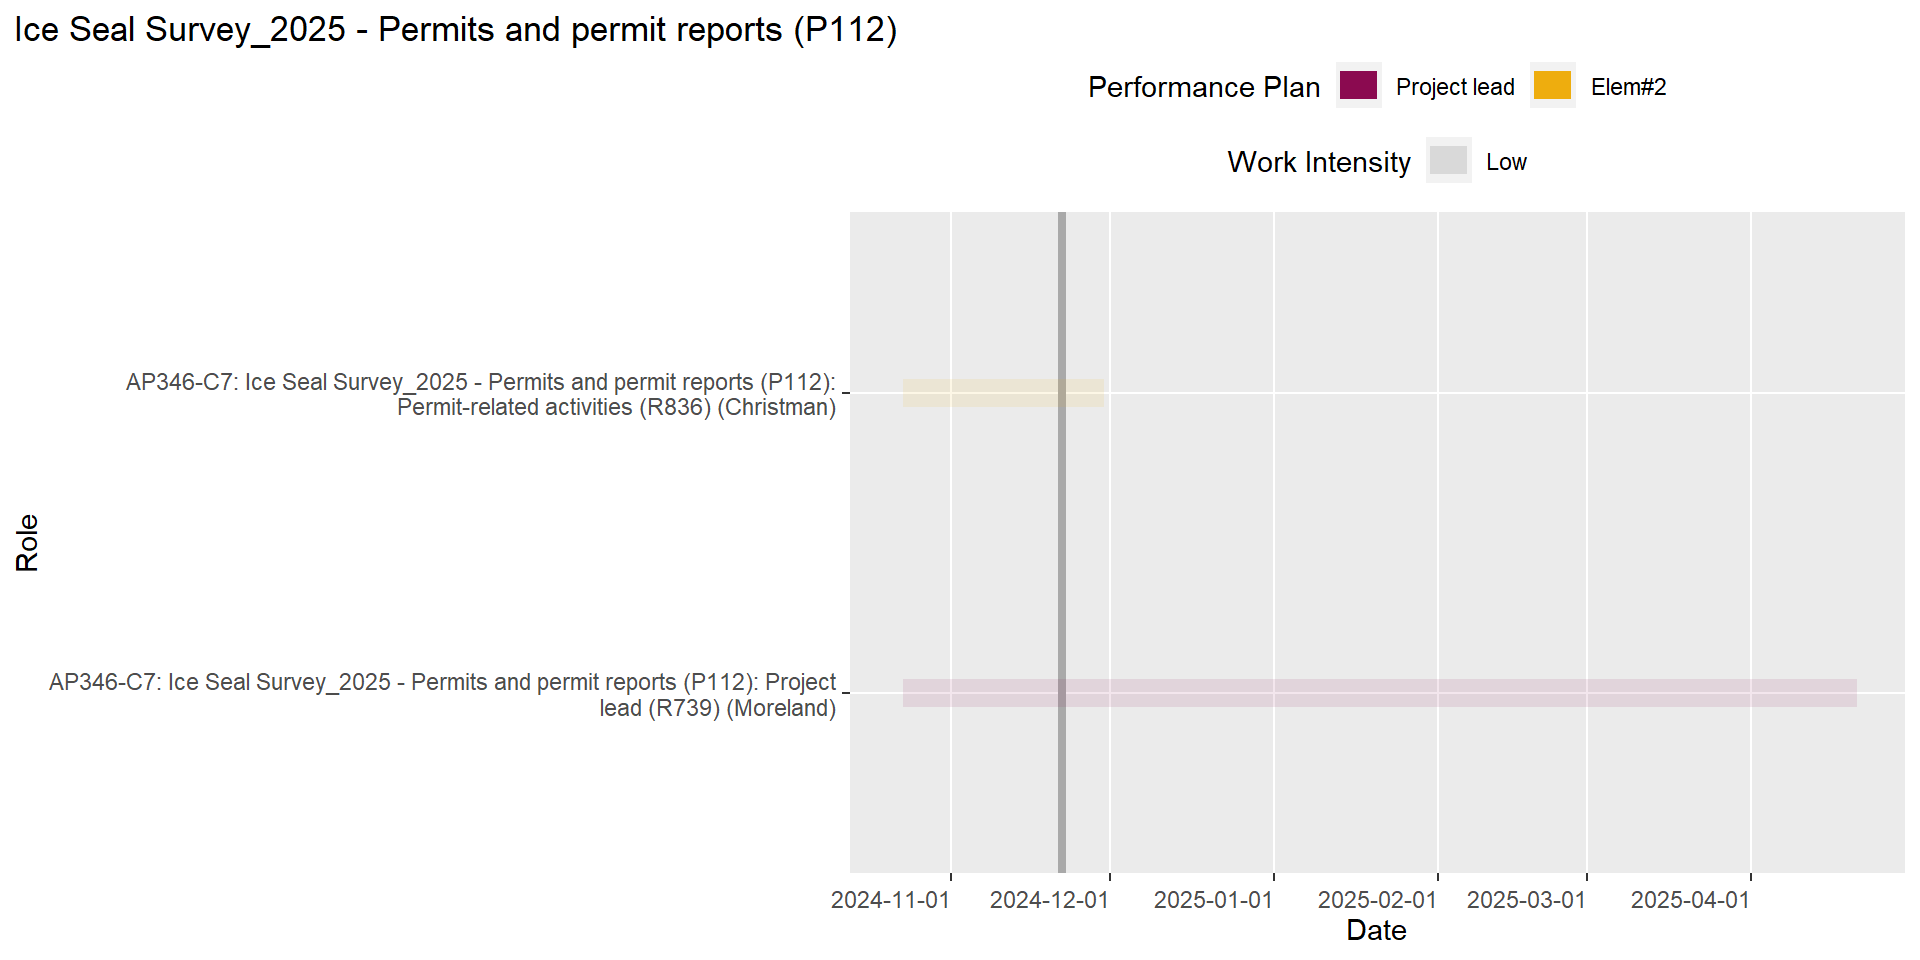 Ice Seal Survey_2025 - Permits and permit reports (P112)
Performance Plan Project lead Elem#2
Work Intensity Low
AP346-C7: Ice Seal Survey_2025 - Permits and permit reports (P112):
Permit-related activities (R836) (Christman)
Role
AP346-C7: Ice Seal Survey_2025 - Permits and permit reports (P112): Project
lead (R739) (Moreland)
2024-11-01 2024-12-01 2025-01-01 2025-02-01 2025-03-01 2025-04-01
Date